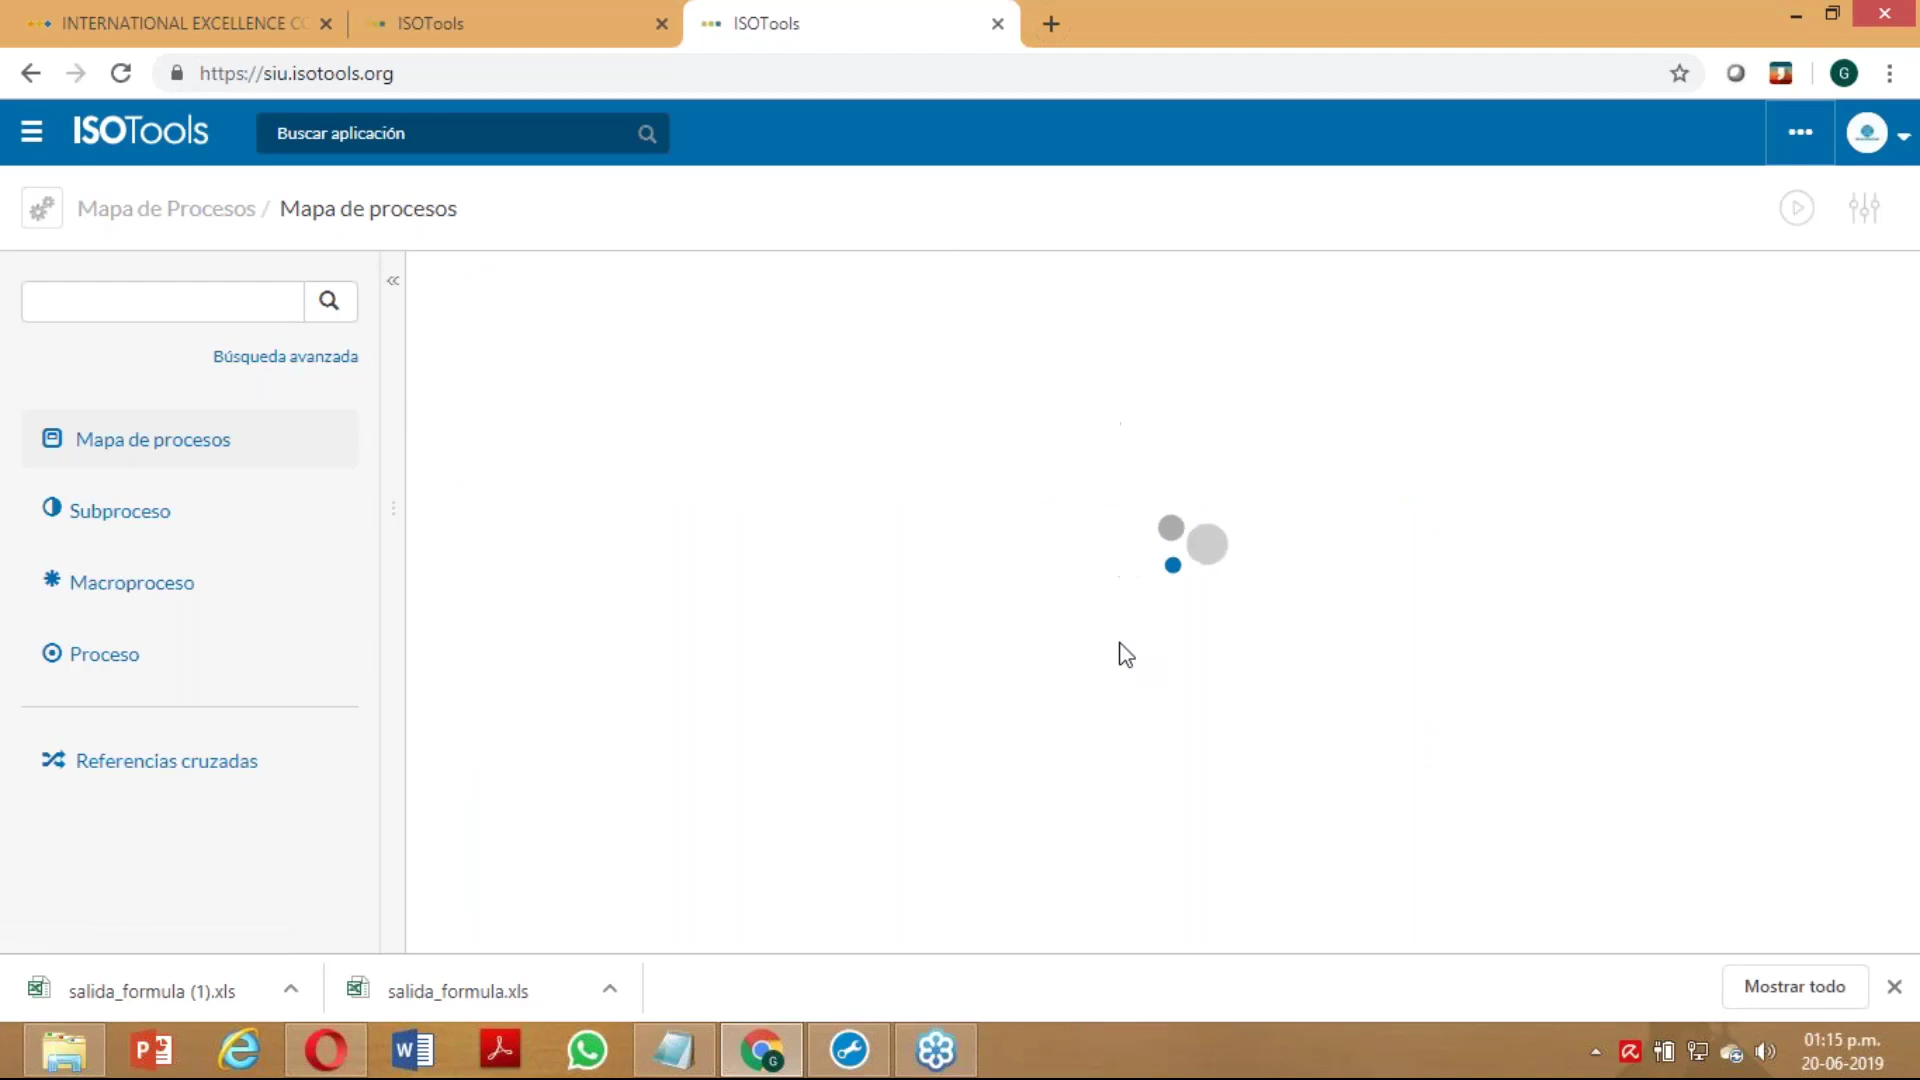 INTERNATIONAL EXCELLENCE CO
ISOTools
ISOTools
https://siu.isotools.org
G
ISOTools
Buscar aplicación
Mapa de Procesos / Mapa de procesos
Búsqueda avanzada
Mapa de procesos
Subproceso
Macroproceso
Proceso
Referencias cruzadas
salida_formula (1).xls
salida_formula.xls
Mostrar todo
01:15 p.m.
20-06-2019